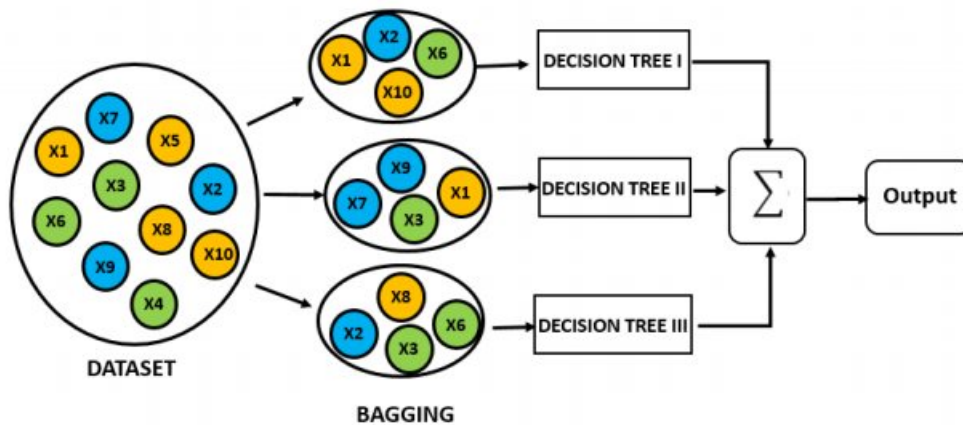 X7
X1
X5
X3
X2
X6
X8
X10
X9
X4
DATASET
X1
X2
X6
X10
X9
X7
X3
X1
X8
X2
X3
X6
BAGGING
DECISION TREE I
DECISION TREE II
DECISION TREE III
∑
Output